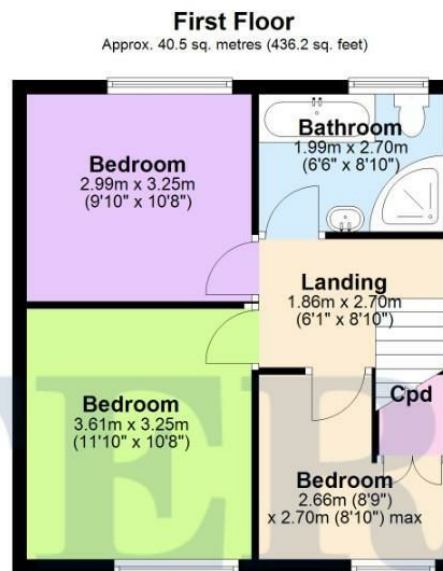 First Floor
Approx. 40.5 sq. metres (436.2 sq. feet)
Bedroom
2.99m x 3.25m
(9'10" x 10'8")
Bathroom
1.99m x 2.70m
(6'6" x 8'10")
Landing
1.86m x 2.70m
(6'1" x 8'10")
Bedroom
3.61m x 3.25m
(11'10" x 10'8")
Cpd
Bedroom
2.66m (8'9")
x 2.70m (8'10") max